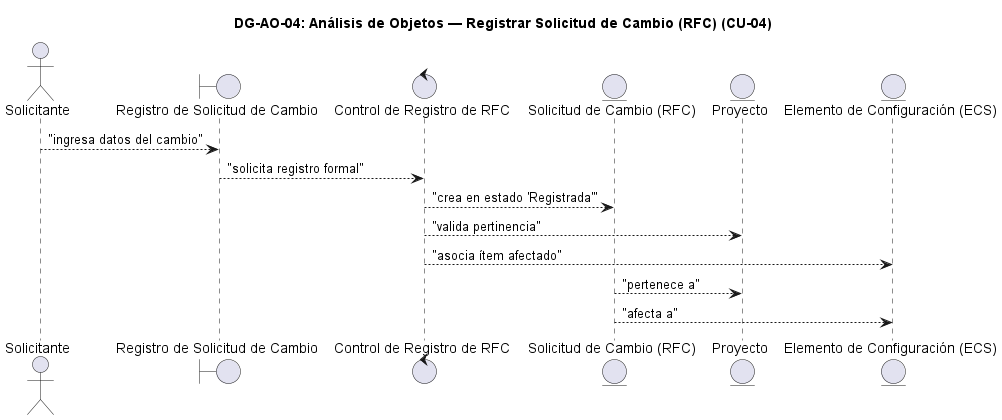 DG-AO-04: Análisis de Objetos — Registrar Solicitud de Cambio (RFC) (CU-04)
Solicitante Registro de Solicitud de Cambio Control de Registro de RFC Solicitud de Cambio (RFC) Proyecto Elemento de Configuración (ECS)
"ingresa datos del cambio"
"solicita registro formal"
"crea en estado 'Registrada'"
"valida pertinencia"
"asocia ítem afectado"
"pertenece a"
"afecta a"
Solicitante Registro de Solicitud de Cambio Control de Registro de RFC Solicitud de Cambio (RFC) Proyecto Elemento de Configuración (ECS)